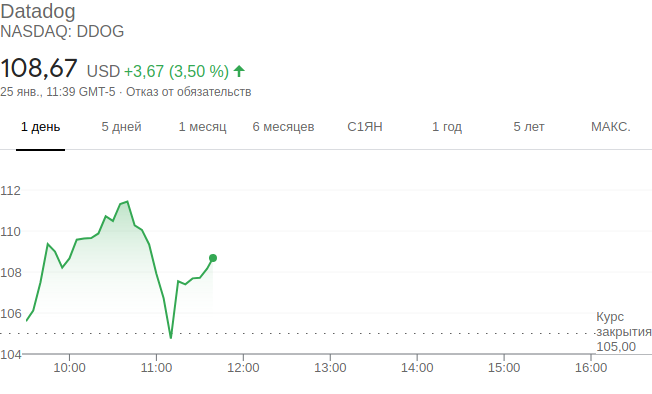 Datadog
NASDAQ: DDOG
108,67 USD +3,67 (3,50 %)
25 янв., 11:39 GMT-5 · Отказ от обязательств
1 день 5 дней 1 месяц 6 месяцев С1ЯН 1 год 5 лет МАКС.
112
110
108
106
Курс
закрытия
105,00
104
10:00 11:00 12:00 13:00 14:00 15:00 16:00